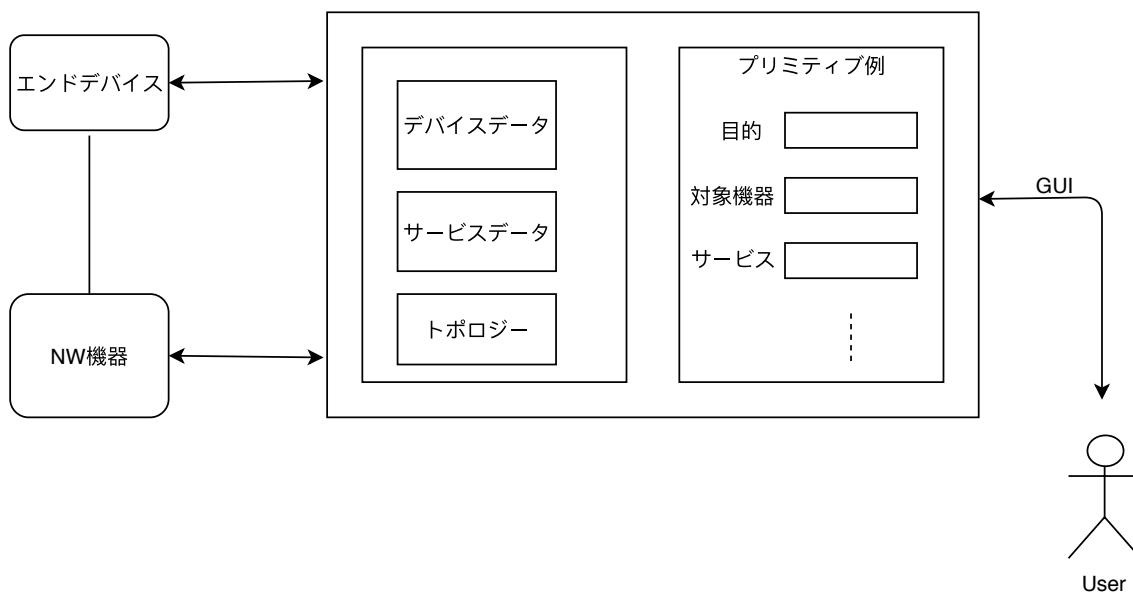 エンドデバイス
NW機器
デバイスデータ
サービスデータ
トポロジー
プリミティブ例
目的
対象機器
サービス
GUI
User